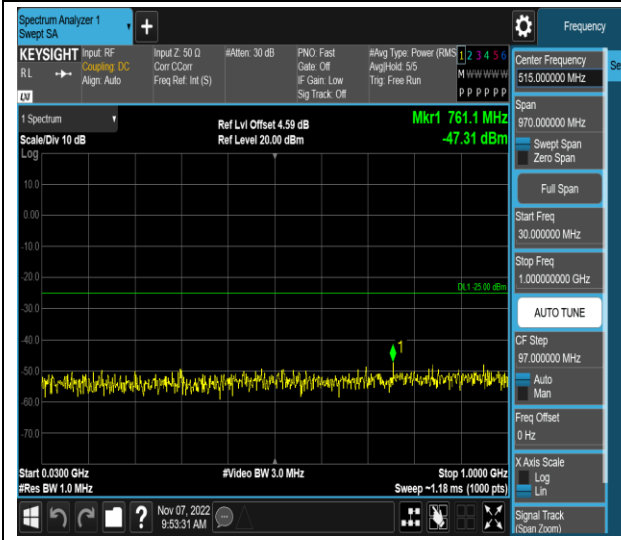 Spectrum Analyzer 1
Swept SA
+
Frequency
KEYSIGHT
RL
LXI
Input: RF
Coupling: DC
Align: Auto
Input Z: 50 Ω
Corr CCorr
Freq Ref: Int (S)
#Atten: 30 dB
PNO: Fast
Gate: Off
IF Gain: Low
Sig Track: Off
#Avg Type: Power (RMS
Avg|Hold: 5/5
Trig: Free Run
1 2 3 4 5 6
M W W W W W
P P P P P P
1 Spectrum
Scale/Div 10 dB
Log
Ref Lvl Offset 4.59 dB
Ref Level 20.00 dBm
Mkr1 761.1 MHz
-47.31 dBm
10.0
0.00
-10.0
-20.0
DL1 -25.00 dBm
-30.0
-40.0
1
-50.0
-60.0
-70.0
Start 0.0300 GHz
#Res BW 1.0 MHz
#Video BW 3.0 MHz
Stop 1.0000 GHz
Sweep ~1.18 ms (1000 pts)
?
Nov 07, 2022
9:53:31 AM
Center Frequency
515.000000 MHz
Se
Span
970.000000 MHz
Swept Span
Zero Span
Full Span
Start Freq
30.000000 MHz
Stop Freq
1.000000000 GHz
AUTO TUNE
CF Step
97.000000 MHz
Auto
Man
Freq Offset
0 Hz
X Axis Scale
Log
Lin
Signal Track
(Span Zoom)